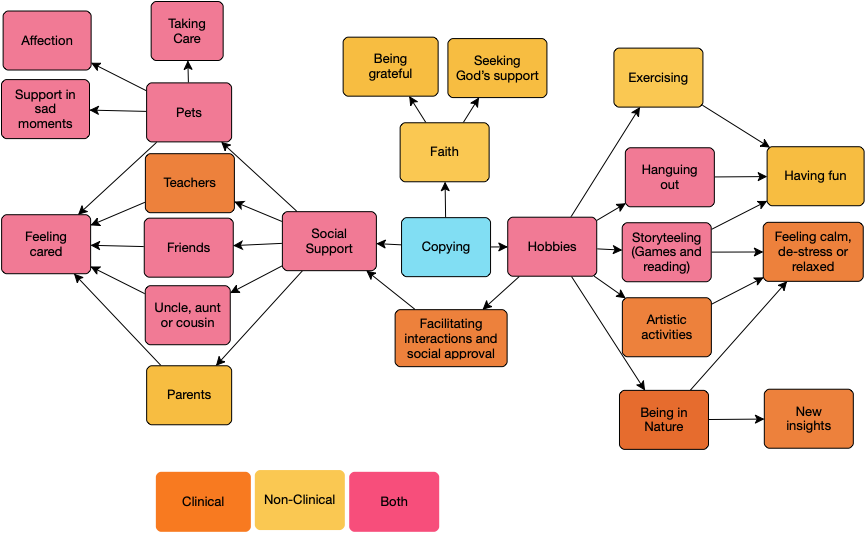 Affection
Taking
Care
Support in
sad
moments
Pets
Teachers
Feeling
cared
Friends
Uncle, aunt
or cousin
Parents
Social
Support
Being
grateful
Seeking
God's support
Faith
Copying
Hobbies
Facilitating
interactions and
social approval
Exercising
Hanguing
out
Having fun
Storyteeling
(Games and
reading)
Feeling calm,
de-stress or
relaxed
Artistic
activities
Being in
Nature
New
insights
Clinical
Non-Clinical
Both